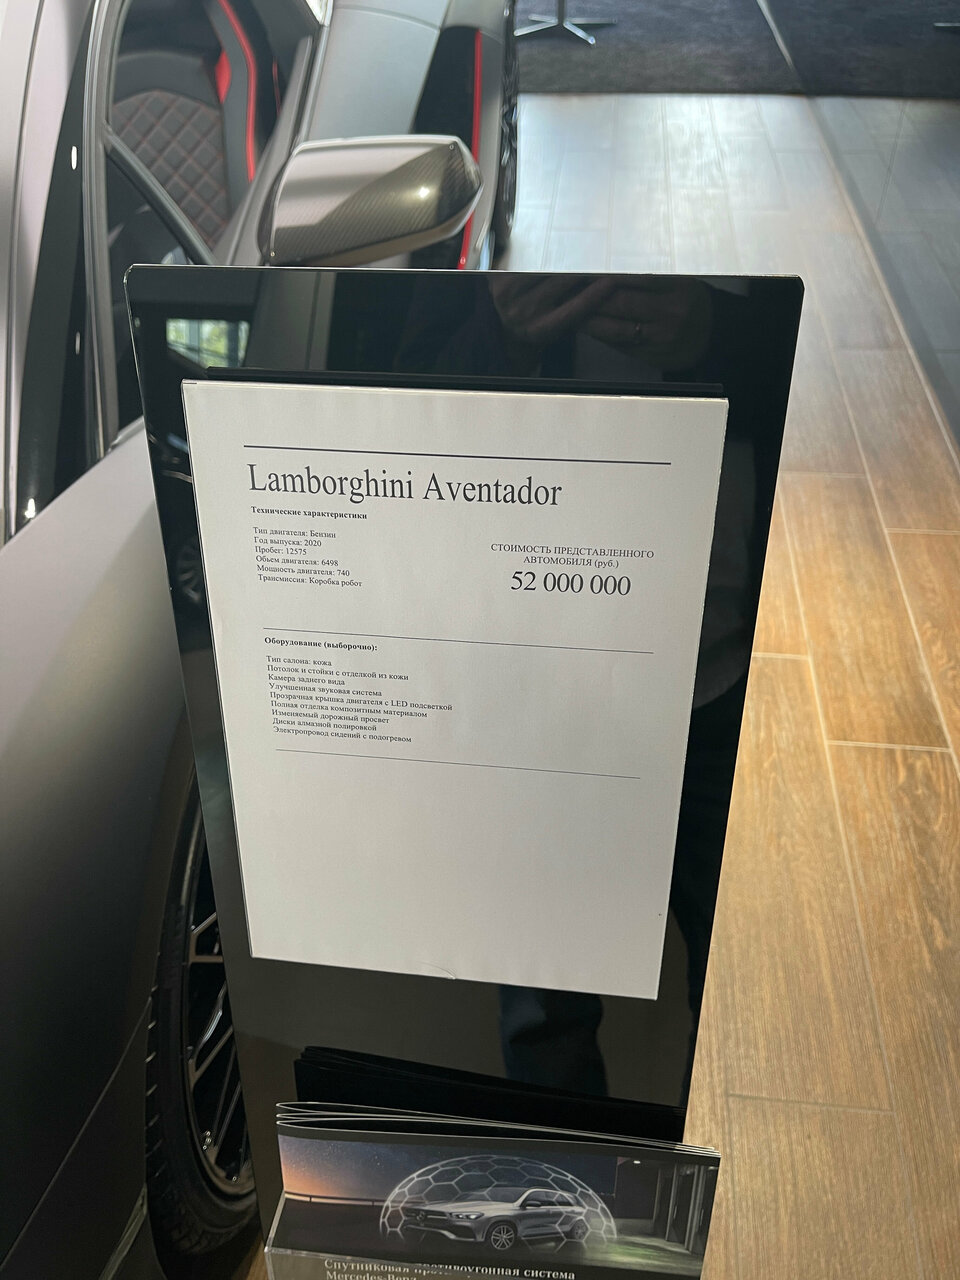 Lamborghini Aventador
Технические характеристики
Тип двигателя: Бензин
Год выпуска: 2020
Пробег: 12575
Объем двигателя: 6498
Мощность двигателя: 740
Трансмиссия: Коробка робот
СТОИМОСТЬ ПРЕДСТАВЛЕННОГО
АВТОМОБИЛЯ (руб.)
52 000 000
Оборудование (выборочно):
Тип салона: кожа
Потолок и стойки с отделкой из кожи
Камера заднего вида
Улучшенная звуковая система
Прозрачная крышка двигателя с LED подсветкой
Полная отделка композитным материалом
Изменяемый дорожный просвет
Диски алмазной полировкой
Электропровод сидений с подогревом
Спутниковая противоугонная система
Mercedes-Benz